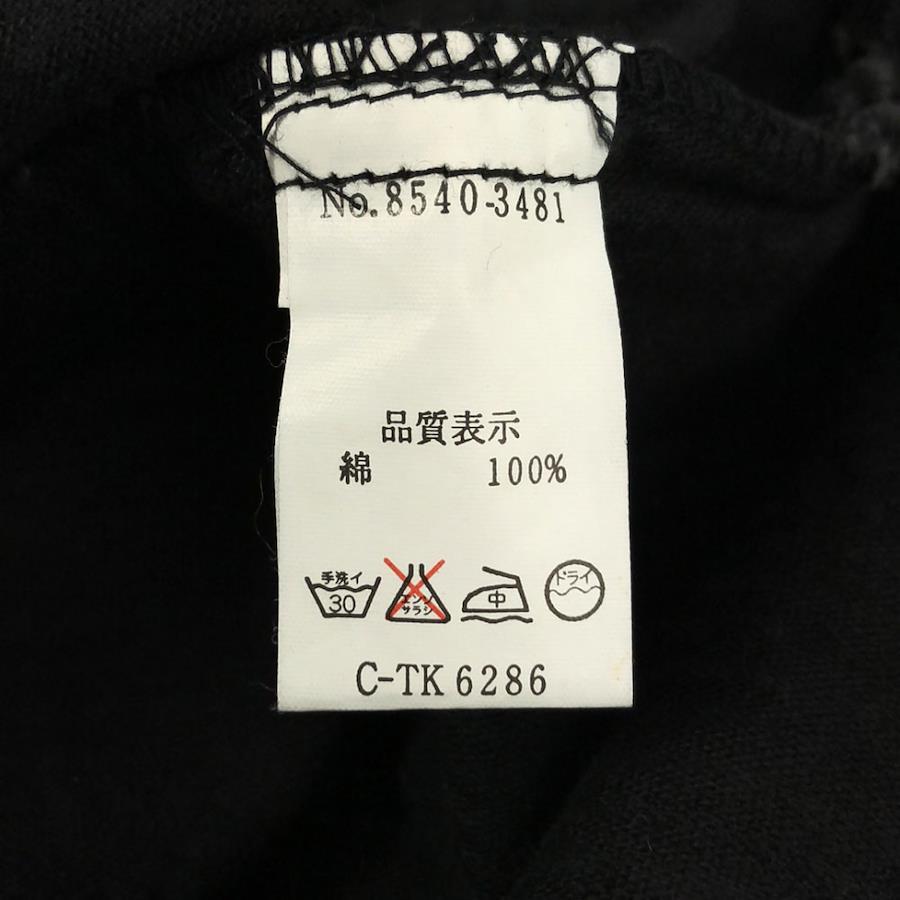 No.8540-3481
品質表示
綿 100%
手洗イ 30 エンソサラシ 中 ドライ
C-TK 6286